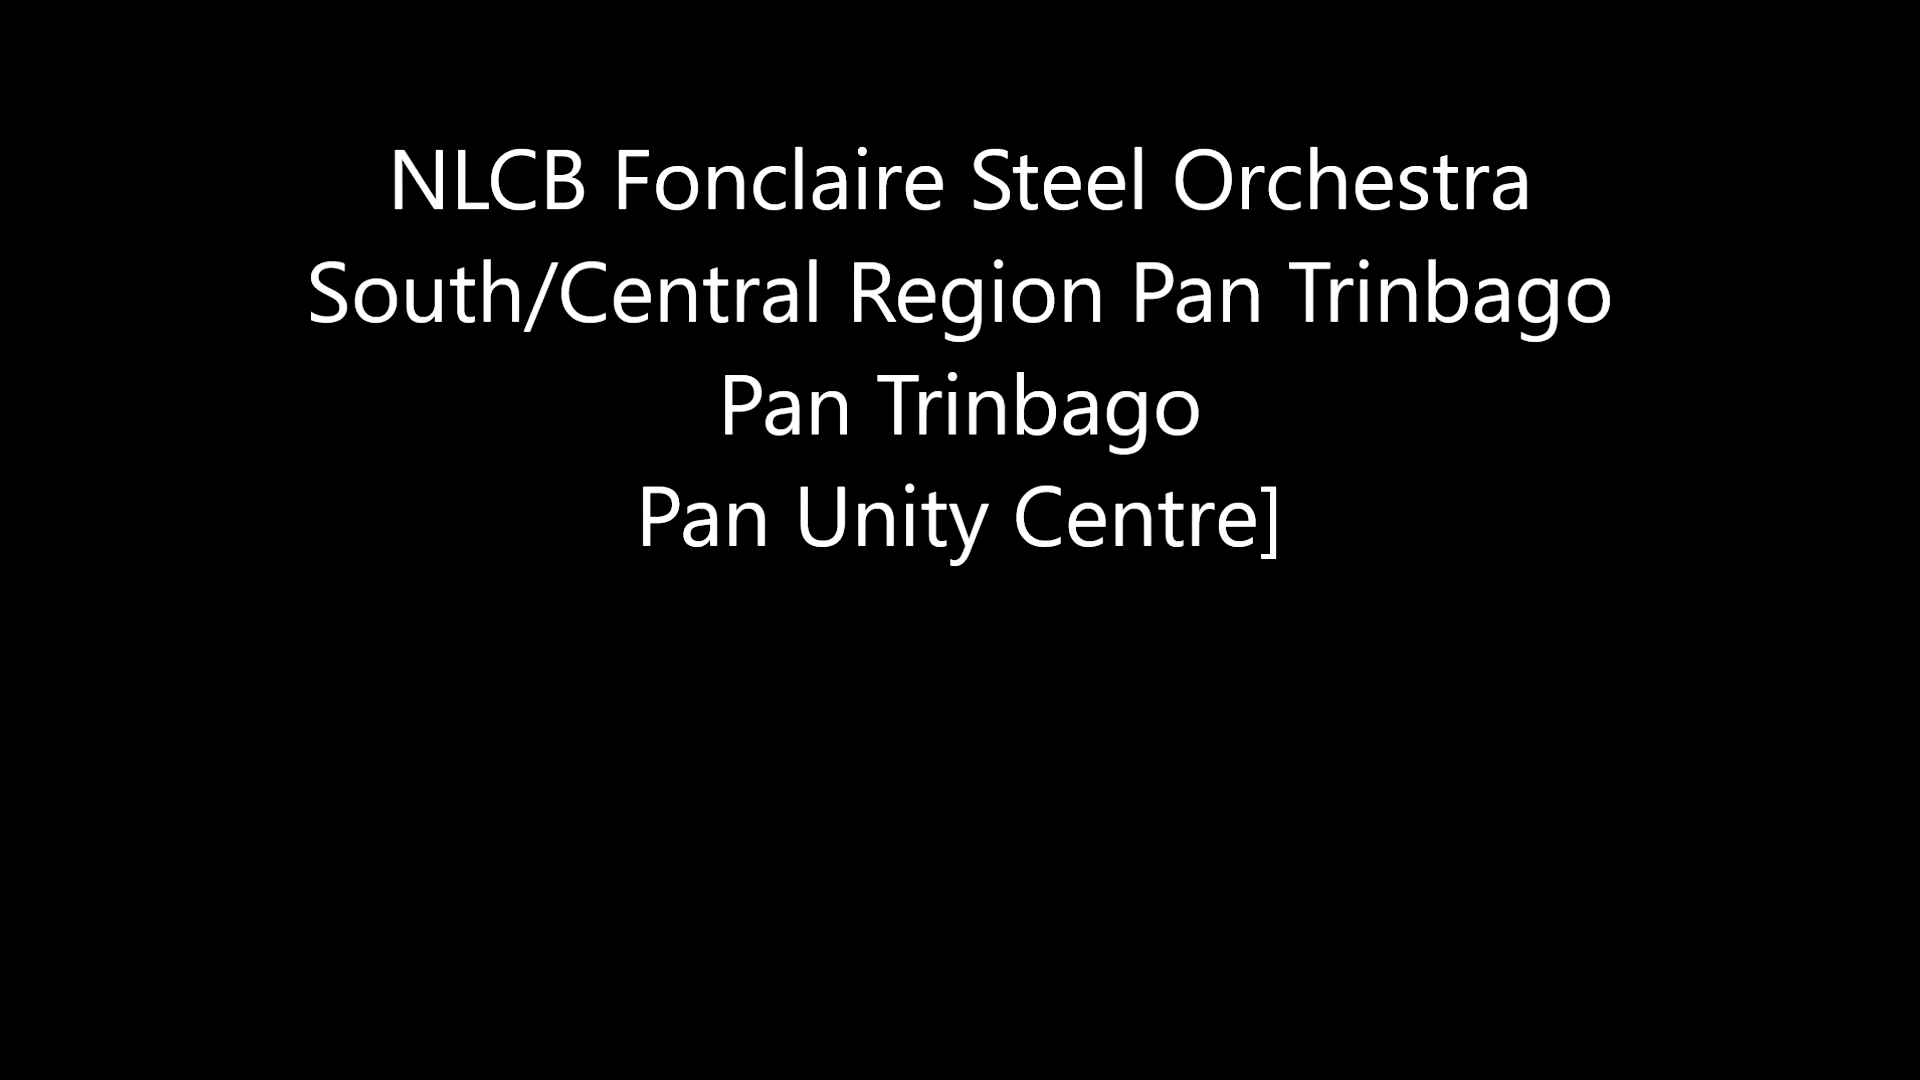 NLCB Fonclaire Steel Orchestra
South/Central Region Pan Trinbago
Pan Trinbago
Pan Unity Centre]